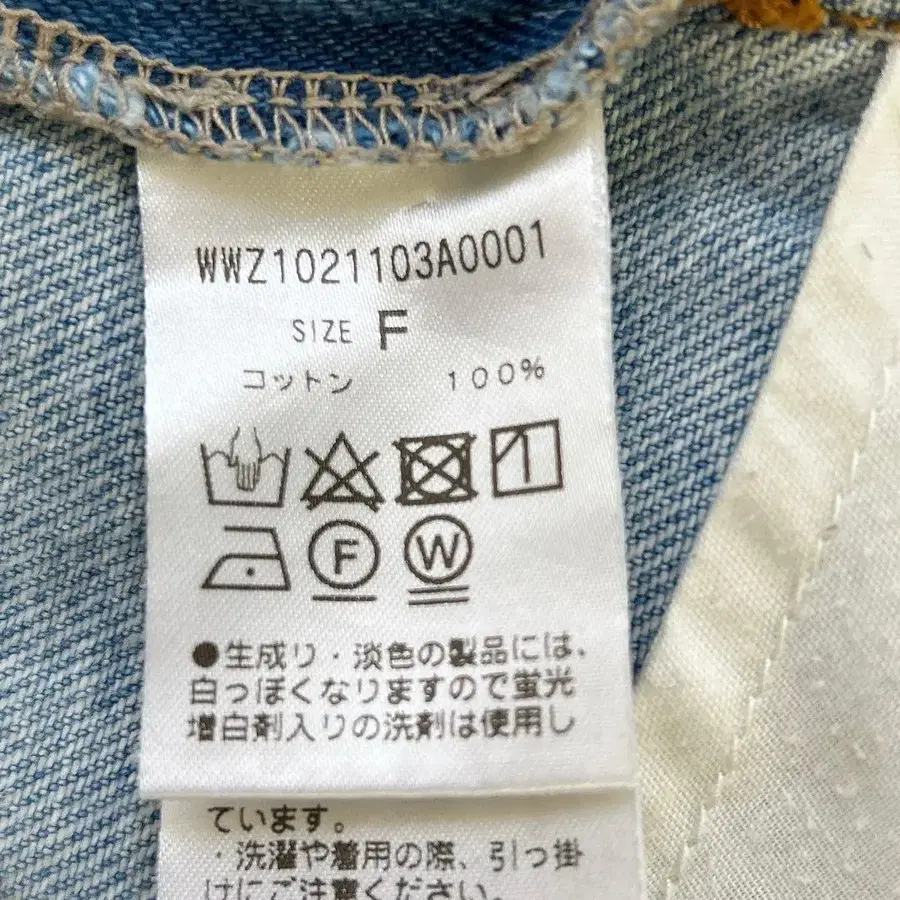 WWZ1021103A0001
SIZE F
コットン 100%
F W
●生成り・淡色の製品には、
白っぽくなりますので蛍光
増白剤入りの洗剤は使用し
ています。
・洗濯や着用の際、引っ掛
けにご注意ください。